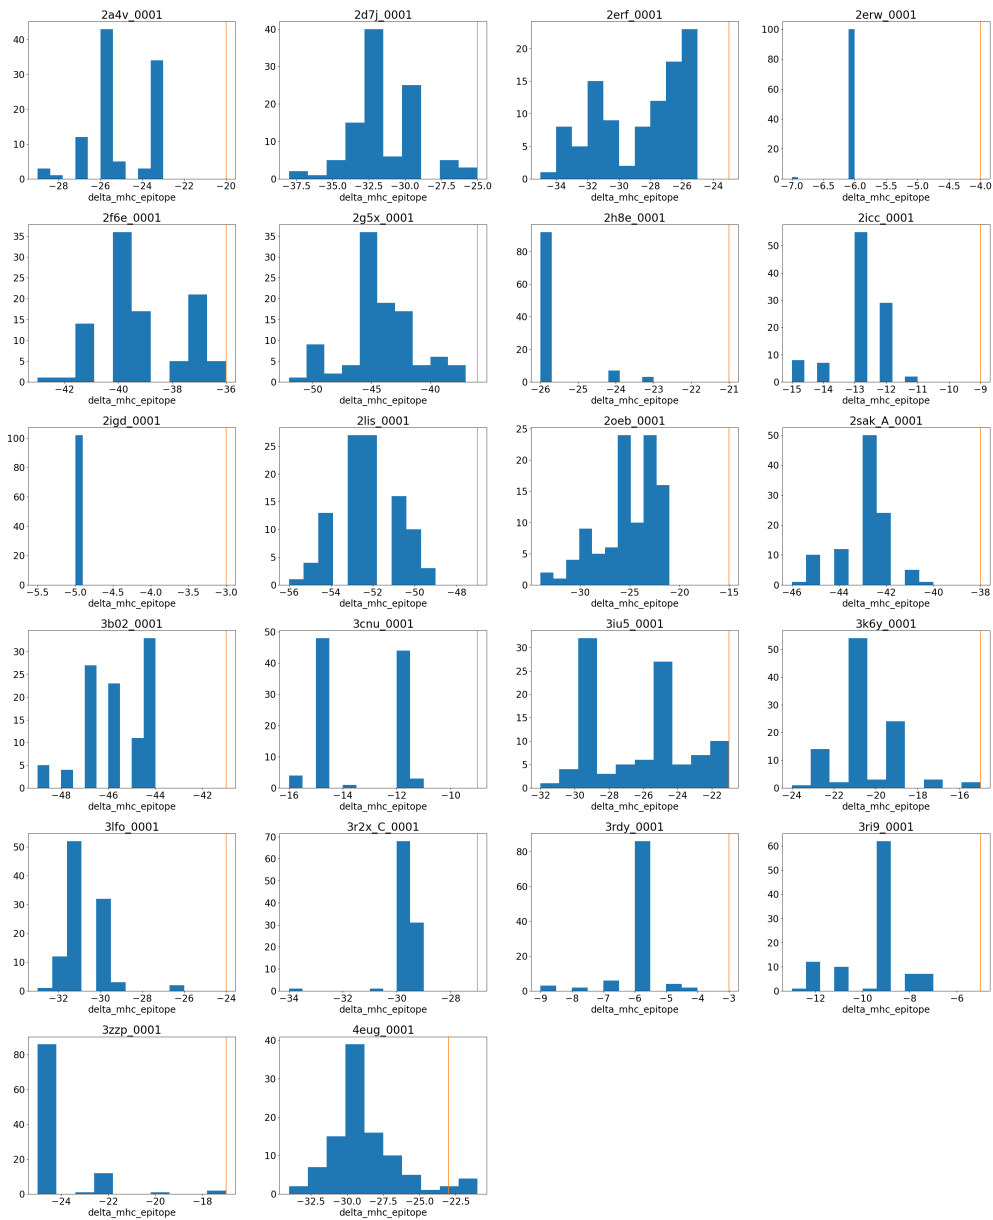 2a4v_0001 2d7j_0001 2erf_0001 2erw_0001
40 30 20 10 0
40 30 20 10 0
20 15 10 5 0
100 80 60 40 20 0
−28 −26 −24 −22 −20
−37.5 −35.0 −32.5 −30.0 −27.5 −25.0
−34 −32 −30 −28 −26 −24
−7.0 −6.5 −6.0 −5.5 −5.0 −4.5 −4.0
delta_mhc_epitope delta_mhc_epitope delta_mhc_epitope delta_mhc_epitope
2f6e_0001 2g5x_0001 2h8e_0001 2icc_0001
35 30 25 20 15 10 5 0
35 30 25 20 15 10 5 0
80 60 40 20 0
50 40 30 20 10 0
−42 −40 −38 −36
−50 −45 −40
−26 −25 −24 −23 −22 −21
−15 −14 −13 −12 −11 −10 −9
delta_mhc_epitope delta_mhc_epitope delta_mhc_epitope delta_mhc_epitope
2igd_0001 2lis_0001 2oeb_0001 2sak_A_0001
100 80 60 40 20 0
25 20 15 10 5 0
25 20 15 10 5 0
50 40 30 20 10 0
−5.5 −5.0 −4.5 −4.0 −3.5 −3.0
−56 −54 −52 −50 −48
−30 −25 −20 −15
−46 −44 −42 −40 −38
delta_mhc_epitope delta_mhc_epitope delta_mhc_epitope delta_mhc_epitope
3b02_0001 3cnu_0001 3iu5_0001 3k6y_0001
30 25 20 15 10 5 0
50 40 30 20 10 0
30 25 20 15 10 5 0
50 40 30 20 10 0
−48 −46 −44 −42
−16 −14 −12 −10
−32 −30 −28 −26 −24 −22
−24 −22 −20 −18 −16
delta_mhc_epitope delta_mhc_epitope delta_mhc_epitope delta_mhc_epitope
3lfo_0001 3r2x_C_0001 3rdy_0001 3ri9_0001
50 40 30 20 10 0
70 60 50 40 30 20 10 0
80 60 40 20 0
60 50 40 30 20 10 0
−32 −30 −28 −26 −24
−34 −32 −30 −28
−9 −8 −7 −6 −5 −4 −3
−12 −10 −8 −6
delta_mhc_epitope delta_mhc_epitope delta_mhc_epitope delta_mhc_epitope
3zzp_0001 4eug_0001
80 60 40 20 0
40 30 20 10 0
−24 −22 −20 −18
−32.5 −30.0 −27.5 −25.0 −22.5
delta_mhc_epitope delta_mhc_epitope